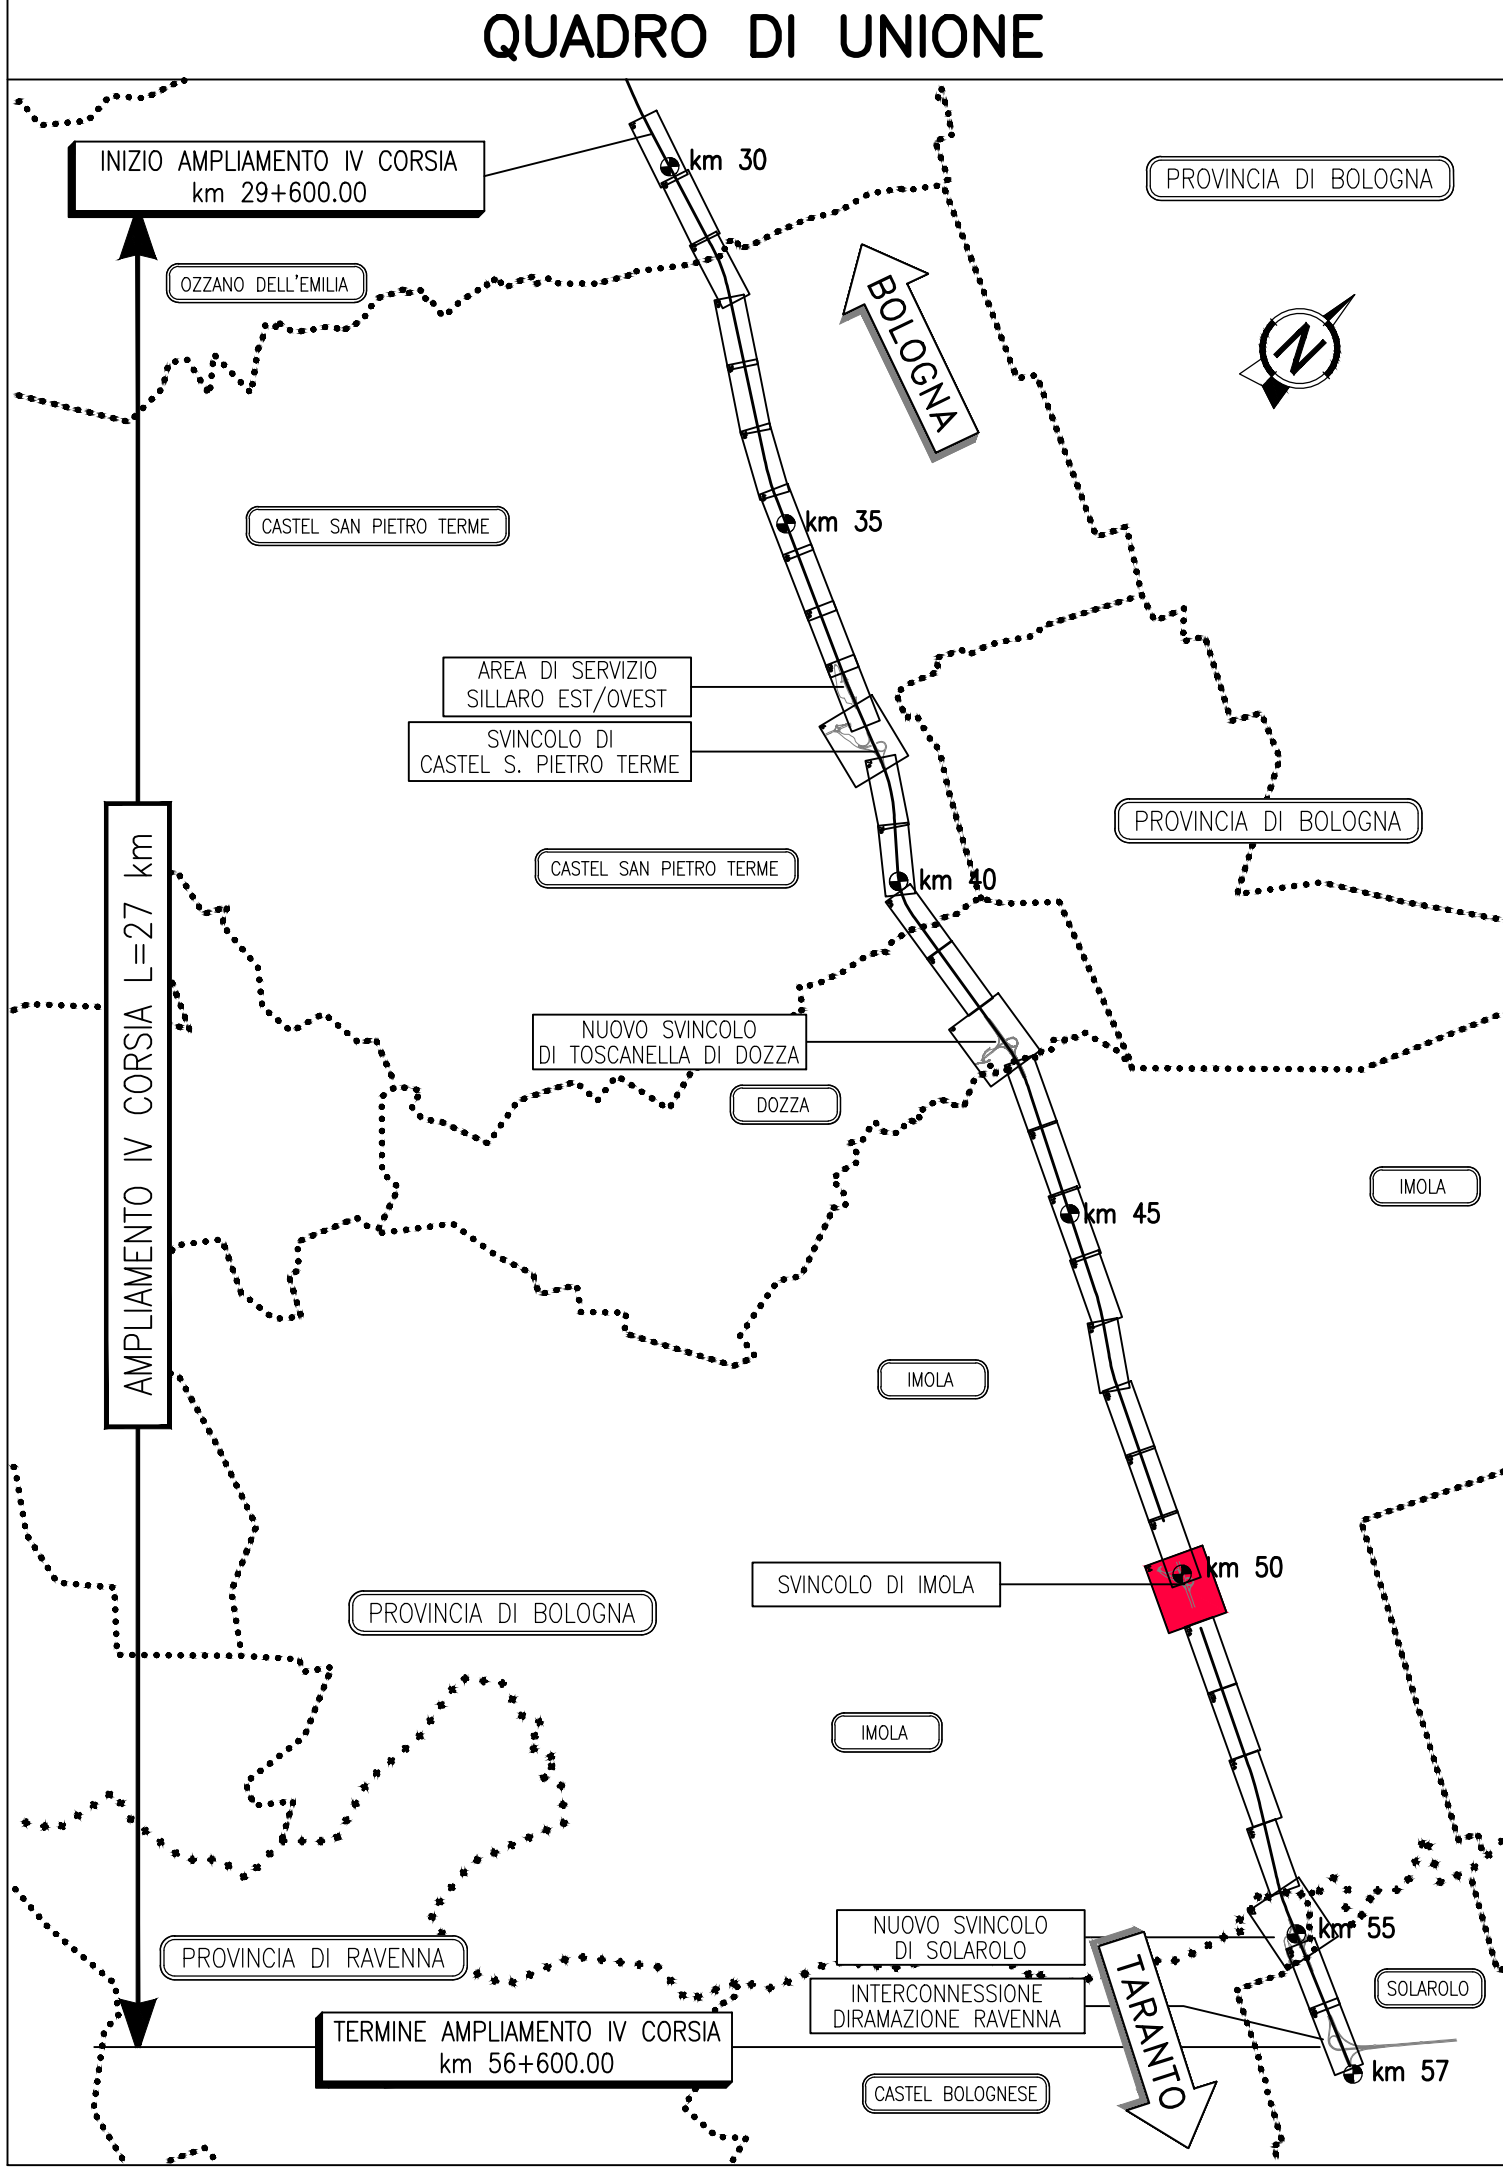 QUADRO DI UNIONE
INIZIO AMPLIAMENTO IV CORSIA
km 29+600.00
km 30
PROVINCIA DI BOLOGNA
OZZANO DELL'EMILIA
BOLOGNA
N
CASTEL SAN PIETRO TERME
km 35
AREA DI SERVIZIO
SILLARO EST/OVEST
SVINCOLO DI
CASTEL S. PIETRO TERME
PROVINCIA DI BOLOGNA
CASTEL SAN PIETRO TERME
km 40
AMPLIAMENTO IV CORSIA L=27 km
NUOVO SVINCOLO
DI TOSCANELLA DI DOZZA
DOZZA
IMOLA
km 45
IMOLA
km 50
SVINCOLO DI IMOLA
PROVINCIA DI BOLOGNA
IMOLA
NUOVO SVINCOLO
DI SOLAROLO
km 55
PROVINCIA DI RAVENNA
INTERCONNESSIONE
DIRAMAZIONE RAVENNA
TARANTO
SOLAROLO
TERMINE AMPLIAMENTO IV CORSIA
km 56+600.00
km 57
CASTEL BOLOGNESE